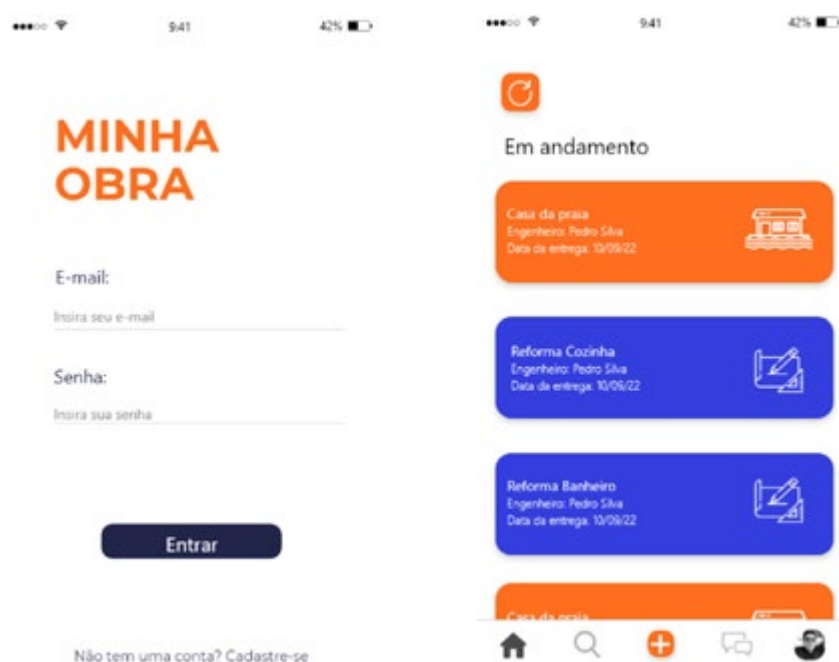 9:41
42%
MINHA
OBRA
E-mail:
Insira seu e-mail
Senha:
Insira sua senha
Entrar
Não tem uma conta? Cadastre-se
9:41
42%
Em andamento
Casa da praia
Engenheiro: Pedro Silva
Data da entrega: 10/09/22
Reforma Cozinha
Engenheiro: Pedro Silva
Data da entrega: 10/09/22
Reforma Banheiro
Engenheiro: Pedro Silva
Data da entrega: 10/09/22
Casa da praia